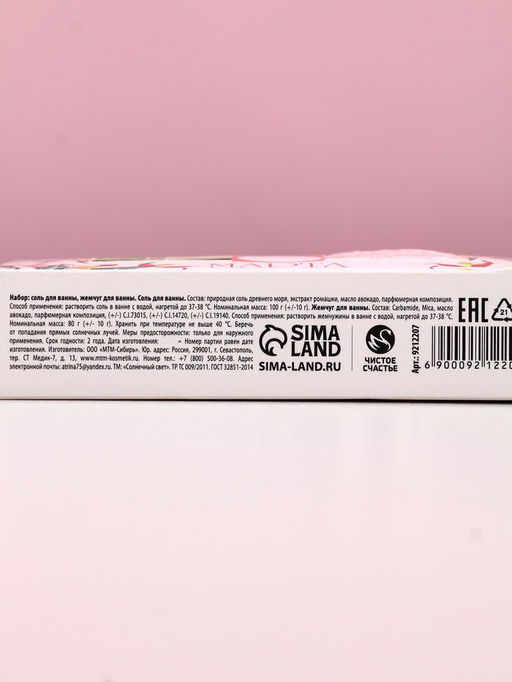 МАРТА
Набор: соль для ванны, жемчуг для ванны. Соль для ванны. Состав: природная соль древнего моря, экстракт ромашки, масло авокадо, парфюмерная композиция.
Способ применения: растворить соль в ванне с водой, нагретой до 37-38 °C. Номинальная масса: 100 г (+/- 10 г). Жемчуг для ванны. Состав: Carbamide, Mica, масло
авокадо, парфюмерная композиция, (+/-) C.I.73015, (+/-) C.I.14720, (+/-) C.I.19140. Способ применения: растворить жемчужины в ванне с водой, нагретой до 37-38 °C.
Номинальная масса: 80 г (+/- 10 г). Хранить при температуре не выше 40 °C. Беречь
от попадания прямых солнечных лучей. Меры предосторожности: только для наружного
применения. Срок годности: 2 года. Дата изготовления: ~ Номер партии равен дате
изготовления. Изготовитель: ООО «МТМ-Сибирь». Юр. адрес: Россия, 299001, г. Севастополь,
тер. СТ Медик-7, д. 13, www.mtm-kosmetik.ru. Номер тел.: +7 (800) 500-36-08. Адрес
электронной почты: atrina75@yandex.ru. ТМ: «Солнечный свет». ТР ТС 009/2011. ГОСТ 32851-2014
SIMA
LAND
SIMA-LAND.RU
ЧИСТОЕ
СЧАСТЬЕ
Арт.: 9212207
EAC
21
6 900092 1220